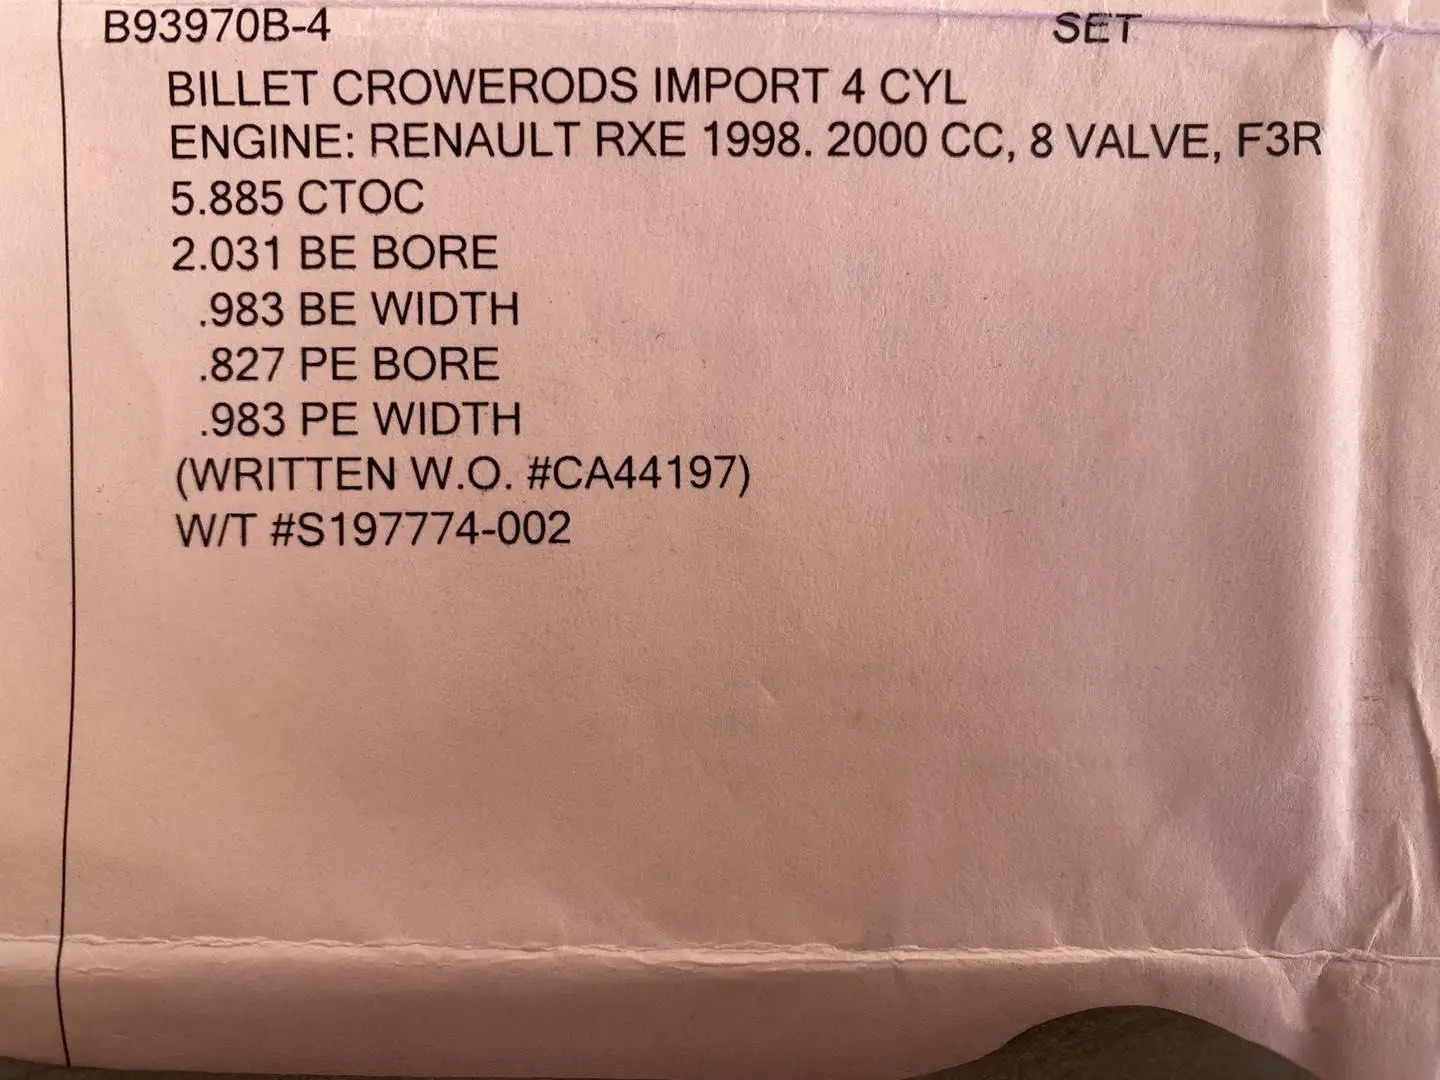 B93970B-4 SET
BILLET CROWERODS IMPORT 4 CYL
ENGINE: RENAULT RXE 1998. 2000 CC, 8 VALVE, F3R
5.885 CTOC
2.031 BE BORE
.983 BE WIDTH
.827 PE BORE
.983 PE WIDTH
(WRITTEN W.O. #CA44197)
W/T #S197774-002